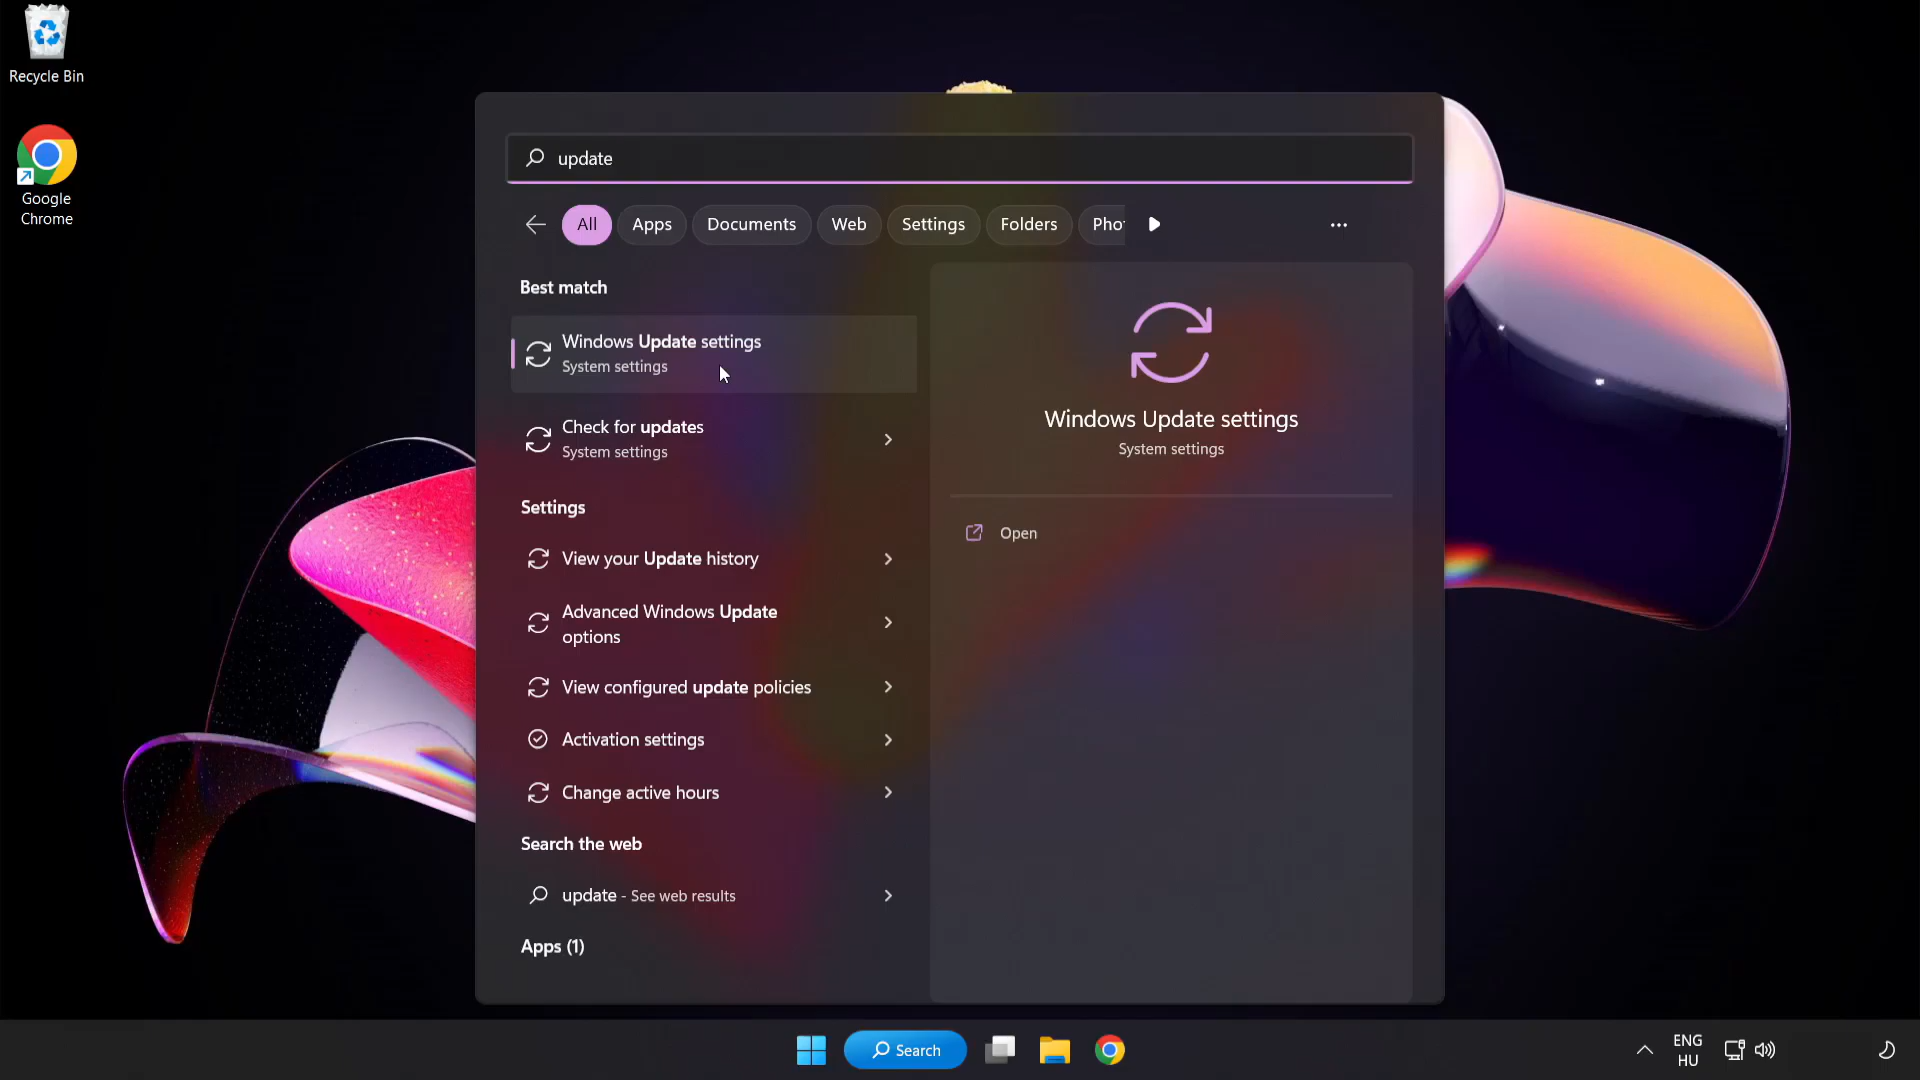 Recycle Bin
Google
Chrome
update
All
Apps
Documents
Web
Settings
Folders
Pho
Best match
Windows Update settings
System settings
Check for updates
System settings
Settings
View your Update history
Advanced Windows Update
options
View configured update policies
Activation settings
Change active hours
Search the web
update - See web results
Apps (1)
Windows Update settings
System settings
Open
Search
ENG
HU